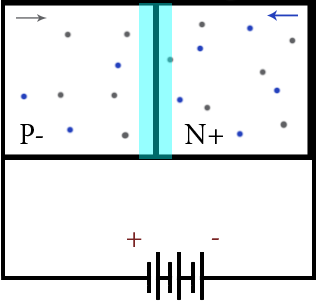 P- N+
+ -